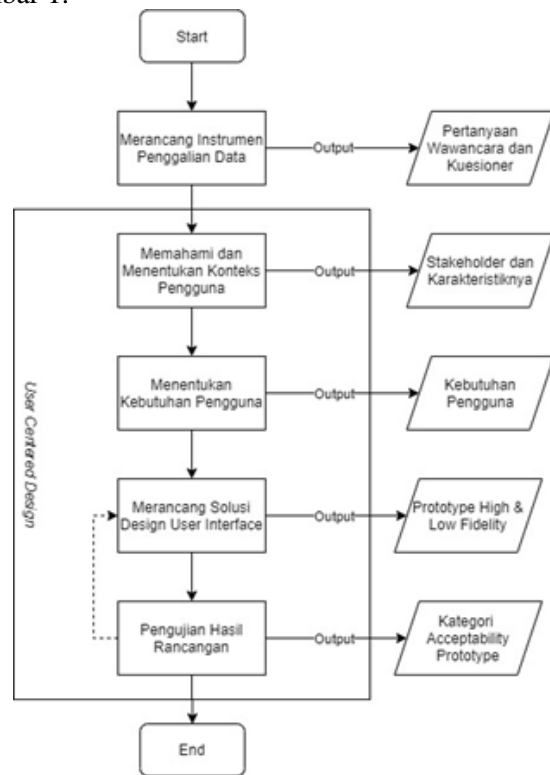 bar 1.
Start
Merancang Instrumen
Penggalian Data
Output
Pertanyaan
Wawancara dan
Kuesioner
Memahami dan
Menentukan Konteks
Pengguna
Output
Stakeholder dan
Karakteristiknya
User Centered Design
Menentukan
Kebutuhan Pengguna
Output
Kebutuhan
Pengguna
Merancang Solusi
Design User Interface
Output
Prototype High &
Low Fidelity
Pengujian Hasil
Rancangan
Output
Kategori
Acceptability
Prototype
End